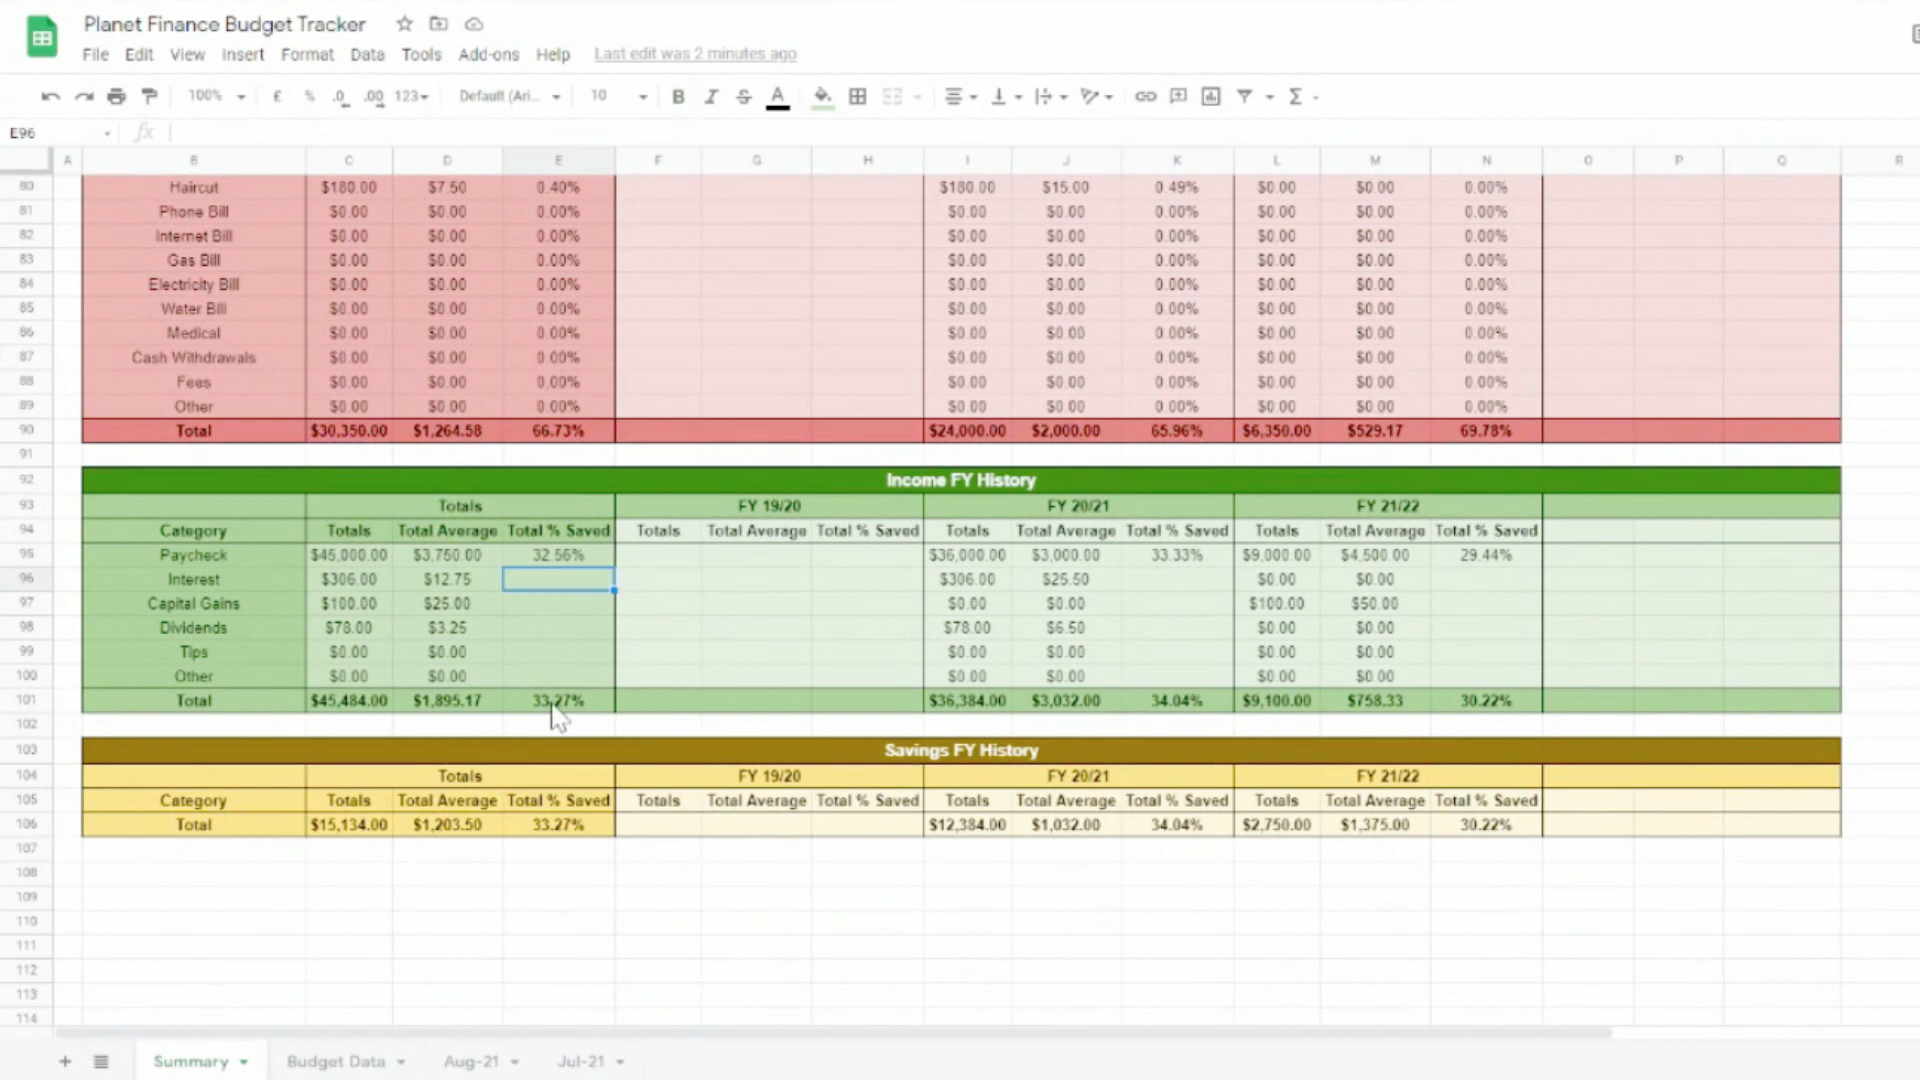 Planet Finance Budget Tracker
File Edit View Insert Format Data Tools Add-ons Help Last edit was 2 minutes ago
100% £ % .0 .00 123 Default (Ari... 10 B I S A Σ
E96 fx
A B C D E F G H I J K L M N O P Q R
80 Haircut $180.00 $7.50 0.40% $180.00 $15.00 0.49% $0.00 $0.00 0.00%
81 Phone Bill $0.00 $0.00 0.00% $0.00 $0.00 0.00% $0.00 $0.00 0.00%
82 Internet Bill $0.00 $0.00 0.00% $0.00 $0.00 0.00% $0.00 $0.00 0.00%
83 Gas Bill $0.00 $0.00 0.00% $0.00 $0.00 0.00% $0.00 $0.00 0.00%
84 Electricity Bill $0.00 $0.00 0.00% $0.00 $0.00 0.00% $0.00 $0.00 0.00%
85 Water Bill $0.00 $0.00 0.00% $0.00 $0.00 0.00% $0.00 $0.00 0.00%
86 Medical $0.00 $0.00 0.00% $0.00 $0.00 0.00% $0.00 $0.00 0.00%
87 Cash Withdrawals $0.00 $0.00 0.00% $0.00 $0.00 0.00% $0.00 $0.00 0.00%
88 Fees $0.00 $0.00 0.00% $0.00 $0.00 0.00% $0.00 $0.00 0.00%
89 Other $0.00 $0.00 0.00% $0.00 $0.00 0.00% $0.00 $0.00 0.00%
90 Total $30,350.00 $1,264.58 66.73% $24,000.00 $2,000.00 65.96% $6,350.00 $529.17 69.78%
91
92 Income FY History
93 Totals FY 19/20 FY 20/21 FY 21/22
94 Category Totals Total Average Total % Saved Totals Total Average Total % Saved Totals Total Average Total % Saved Totals Total Average Total % Saved
95 Paycheck $45,000.00 $3,750.00 32.56% $36,000.00 $3,000.00 33.33% $9,000.00 $4,500.00 29.44%
96 Interest $306.00 $12.75 $306.00 $25.50 $0.00 $0.00
97 Capital Gains $100.00 $25.00 $0.00 $0.00 $100.00 $50.00
98 Dividends $78.00 $3.25 $78.00 $6.50 $0.00 $0.00
99 Tips $0.00 $0.00 $0.00 $0.00 $0.00 $0.00
100 Other $0.00 $0.00 $0.00 $0.00 $0.00 $0.00
101 Total $45,484.00 $1,895.17 33.27% $36,384.00 $3,032.00 34.04% $9,100.00 $758.33 30.22%
102
103 Savings FY History
104 Totals FY 19/20 FY 20/21 FY 21/22
105 Category Totals Total Average Total % Saved Totals Total Average Total % Saved Totals Total Average Total % Saved Totals Total Average Total % Saved
106 Total $15,134.00 $1,203.50 33.27% $12,384.00 $1,032.00 34.04% $2,750.00 $1,375.00 30.22%
107
108
109
110
111
112
113
114
Summary Budget Data Aug-21 Jul-21